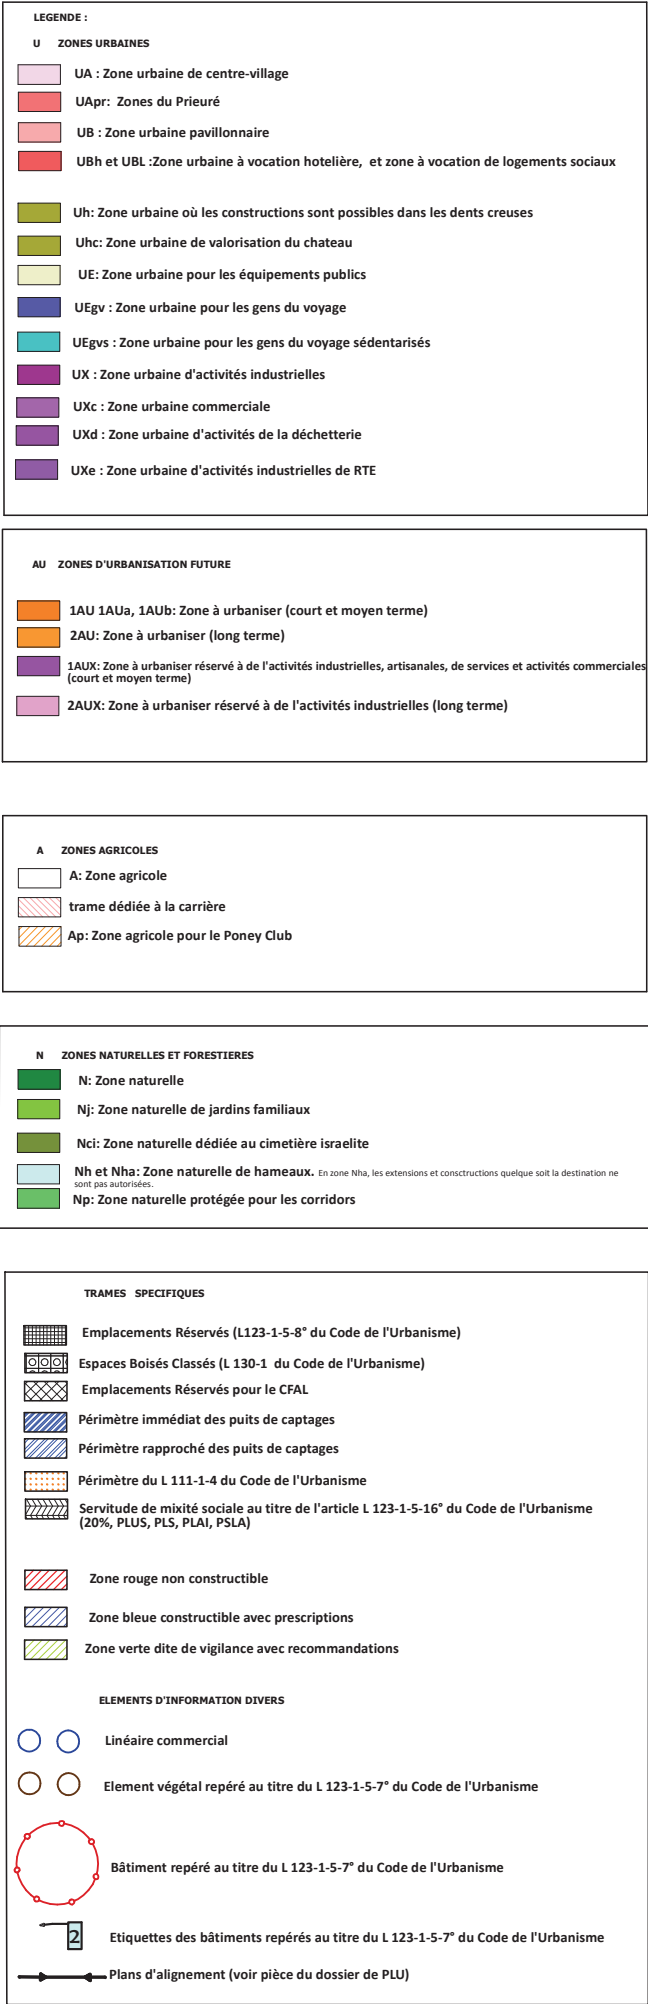 LEGENDE :
U ZONES URBAINES
UA : Zone urbaine de centre-village
UApr: Zones du Prieuré
UB : Zone urbaine pavillonnaire
UBh et UBL :Zone urbaine à vocation hotelière, et zone à vocation de logements sociaux
Uh: Zone urbaine où les constructions sont possibles dans les dents creuses
Uhc: Zone urbaine de valorisation du chateau
UE: Zone urbaine pour les équipements publics
UEgv : Zone urbaine pour les gens du voyage
UEgvs : Zone urbaine pour les gens du voyage sédentarisés
UX : Zone urbaine d'activités industrielles
UXc : Zone urbaine commerciale
UXd : Zone urbaine d'activités de la déchetterie
UXe : Zone urbaine d'activités industrielles de RTE
AU ZONES D'URBANISATION FUTURE
1AU 1AUa, 1AUb: Zone à urbaniser (court et moyen terme)
2AU: Zone à urbaniser (long terme)
1AUX: Zone à urbaniser réservé à de l'activités industrielles, artisanales, de services et activités commerciales
(court et moyen terme)
2AUX: Zone à urbaniser réservé à de l'activités industrielles (long terme)
A ZONES AGRICOLES
A: Zone agricole
trame dédiée à la carrière
Ap: Zone agricole pour le Poney Club
N ZONES NATURELLES ET FORESTIERES
N: Zone naturelle
Nj: Zone naturelle de jardins familiaux
Nci: Zone naturelle dédiée au cimetière israelite
Nh et Nha: Zone naturelle de hameaux. En zone Nha, les extensions et consctructions quelque soit la destination ne
sont pas autorisées.
Np: Zone naturelle protégée pour les corridors
TRAMES SPECIFIQUES
Emplacements Réservés (L123-1-5-8° du Code de l'Urbanisme)
Espaces Boisés Classés (L 130-1 du Code de l'Urbanisme)
Emplacements Réservés pour le CFAL
Périmètre immédiat des puits de captages
Périmètre rapproché des puits de captages
Périmètre du L 111-1-4 du Code de l'Urbanisme
Servitude de mixité sociale au titre de l'article L 123-1-5-16° du Code de l'Urbanisme
(20%, PLUS, PLS, PLAI, PSLA)
Zone rouge non constructible
Zone bleue constructible avec prescriptions
Zone verte dite de vigilance avec recommandations
ELEMENTS D'INFORMATION DIVERS
Linéaire commercial
Element végétal repéré au titre du L 123-1-5-7° du Code de l'Urbanisme
Bâtiment repéré au titre du L 123-1-5-7° du Code de l'Urbanisme
2 Etiquettes des bâtiments repérés au titre du L 123-1-5-7° du Code de l'Urbanisme
Plans d'alignement (voir pièce du dossier de PLU)